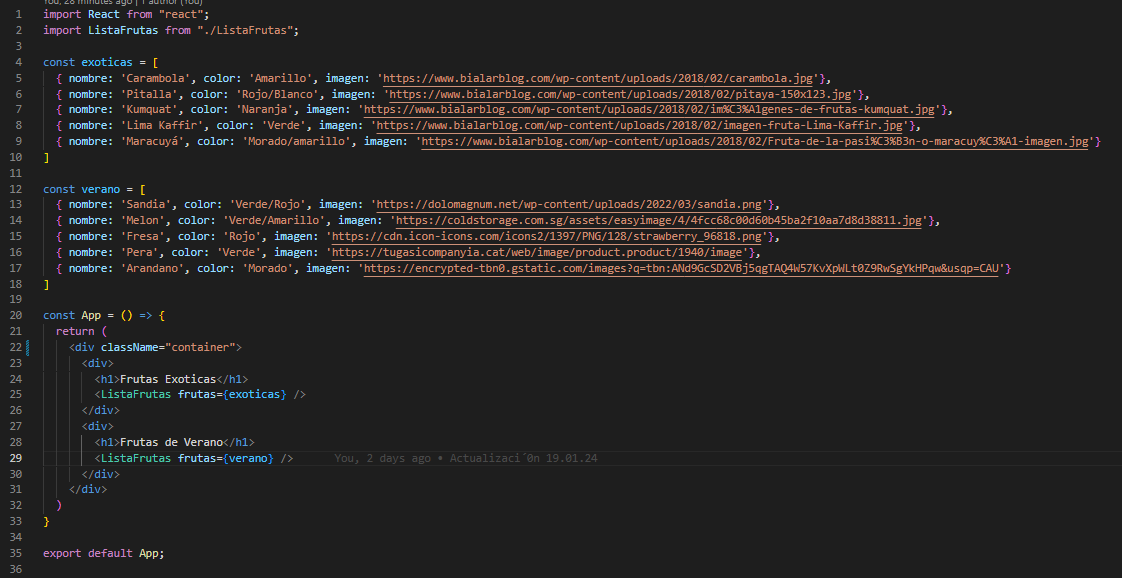 You, 28 minutes ago | 1 author (You)
1 import React from "react";
2 import ListaFrutas from "./ListaFrutas";
3
4 const exoticas = [
5 { nombre: 'Carambola', color: 'Amarillo', imagen: 'https://www.bialarblog.com/wp-content/uploads/2018/02/carambola.jpg'},
6 { nombre: 'Pitalla', color: 'Rojo/Blanco', imagen: 'https://www.bialarblog.com/wp-content/uploads/2018/02/pitaya-150x123.jpg'},
7 { nombre: 'Kumquat', color: 'Naranja', imagen: 'https://www.bialarblog.com/wp-content/uploads/2018/02/im%C3%A1genes-de-frutas-kumquat.jpg'},
8 { nombre: 'Lima Kaffir', color: 'Verde', imagen: 'https://www.bialarblog.com/wp-content/uploads/2018/02/imagen-fruta-Lima-Kaffir.jpg'},
9 { nombre: 'Maracuyá', color: 'Morado/amarillo', imagen: 'https://www.bialarblog.com/wp-content/uploads/2018/02/Fruta-de-la-pasi%C3%B3n-o-maracuy%C3%A1-imagen.jpg'}
10 ]
11
12 const verano = [
13 { nombre: 'Sandia', color: 'Verde/Rojo', imagen: 'https://dolomagnum.net/wp-content/uploads/2022/03/sandia.png'},
14 { nombre: 'Melon', color: 'Verde/Amarillo', imagen: 'https://coldstorage.com.sg/assets/easyimage/4/4fcc68c00d60b45ba2f10aa7d8d38811.jpg'},
15 { nombre: 'Fresa', color: 'Rojo', imagen: 'https://cdn.icon-icons.com/icons2/1397/PNG/128/strawberry_96818.png'},
16 { nombre: 'Pera', color: 'Verde', imagen: 'https://tugasicompanyia.cat/web/image/product.product/1940/image'},
17 { nombre: 'Arandano', color: 'Morado', imagen: 'https://encrypted-tbn0.gstatic.com/images?q=tbn:ANd9GcSD2VBj5qgTAQ4W57KvXpWLt0Z9RwSgYkHPqw&usqp=CAU'}
18 ]
19
20 const App = () => {
21 return (
22 <div className="container">
23 <div>
24 <h1>Frutas Exoticas</h1>
25 <ListaFrutas frutas={exoticas} />
26 </div>
27 <div>
28 <h1>Frutas de Verano</h1>
29 <ListaFrutas frutas={verano} /> You, 2 days ago • Actualizaci´0n 19.01.24
30 </div>
31 </div>
32 )
33 }
34
35 export default App;
36